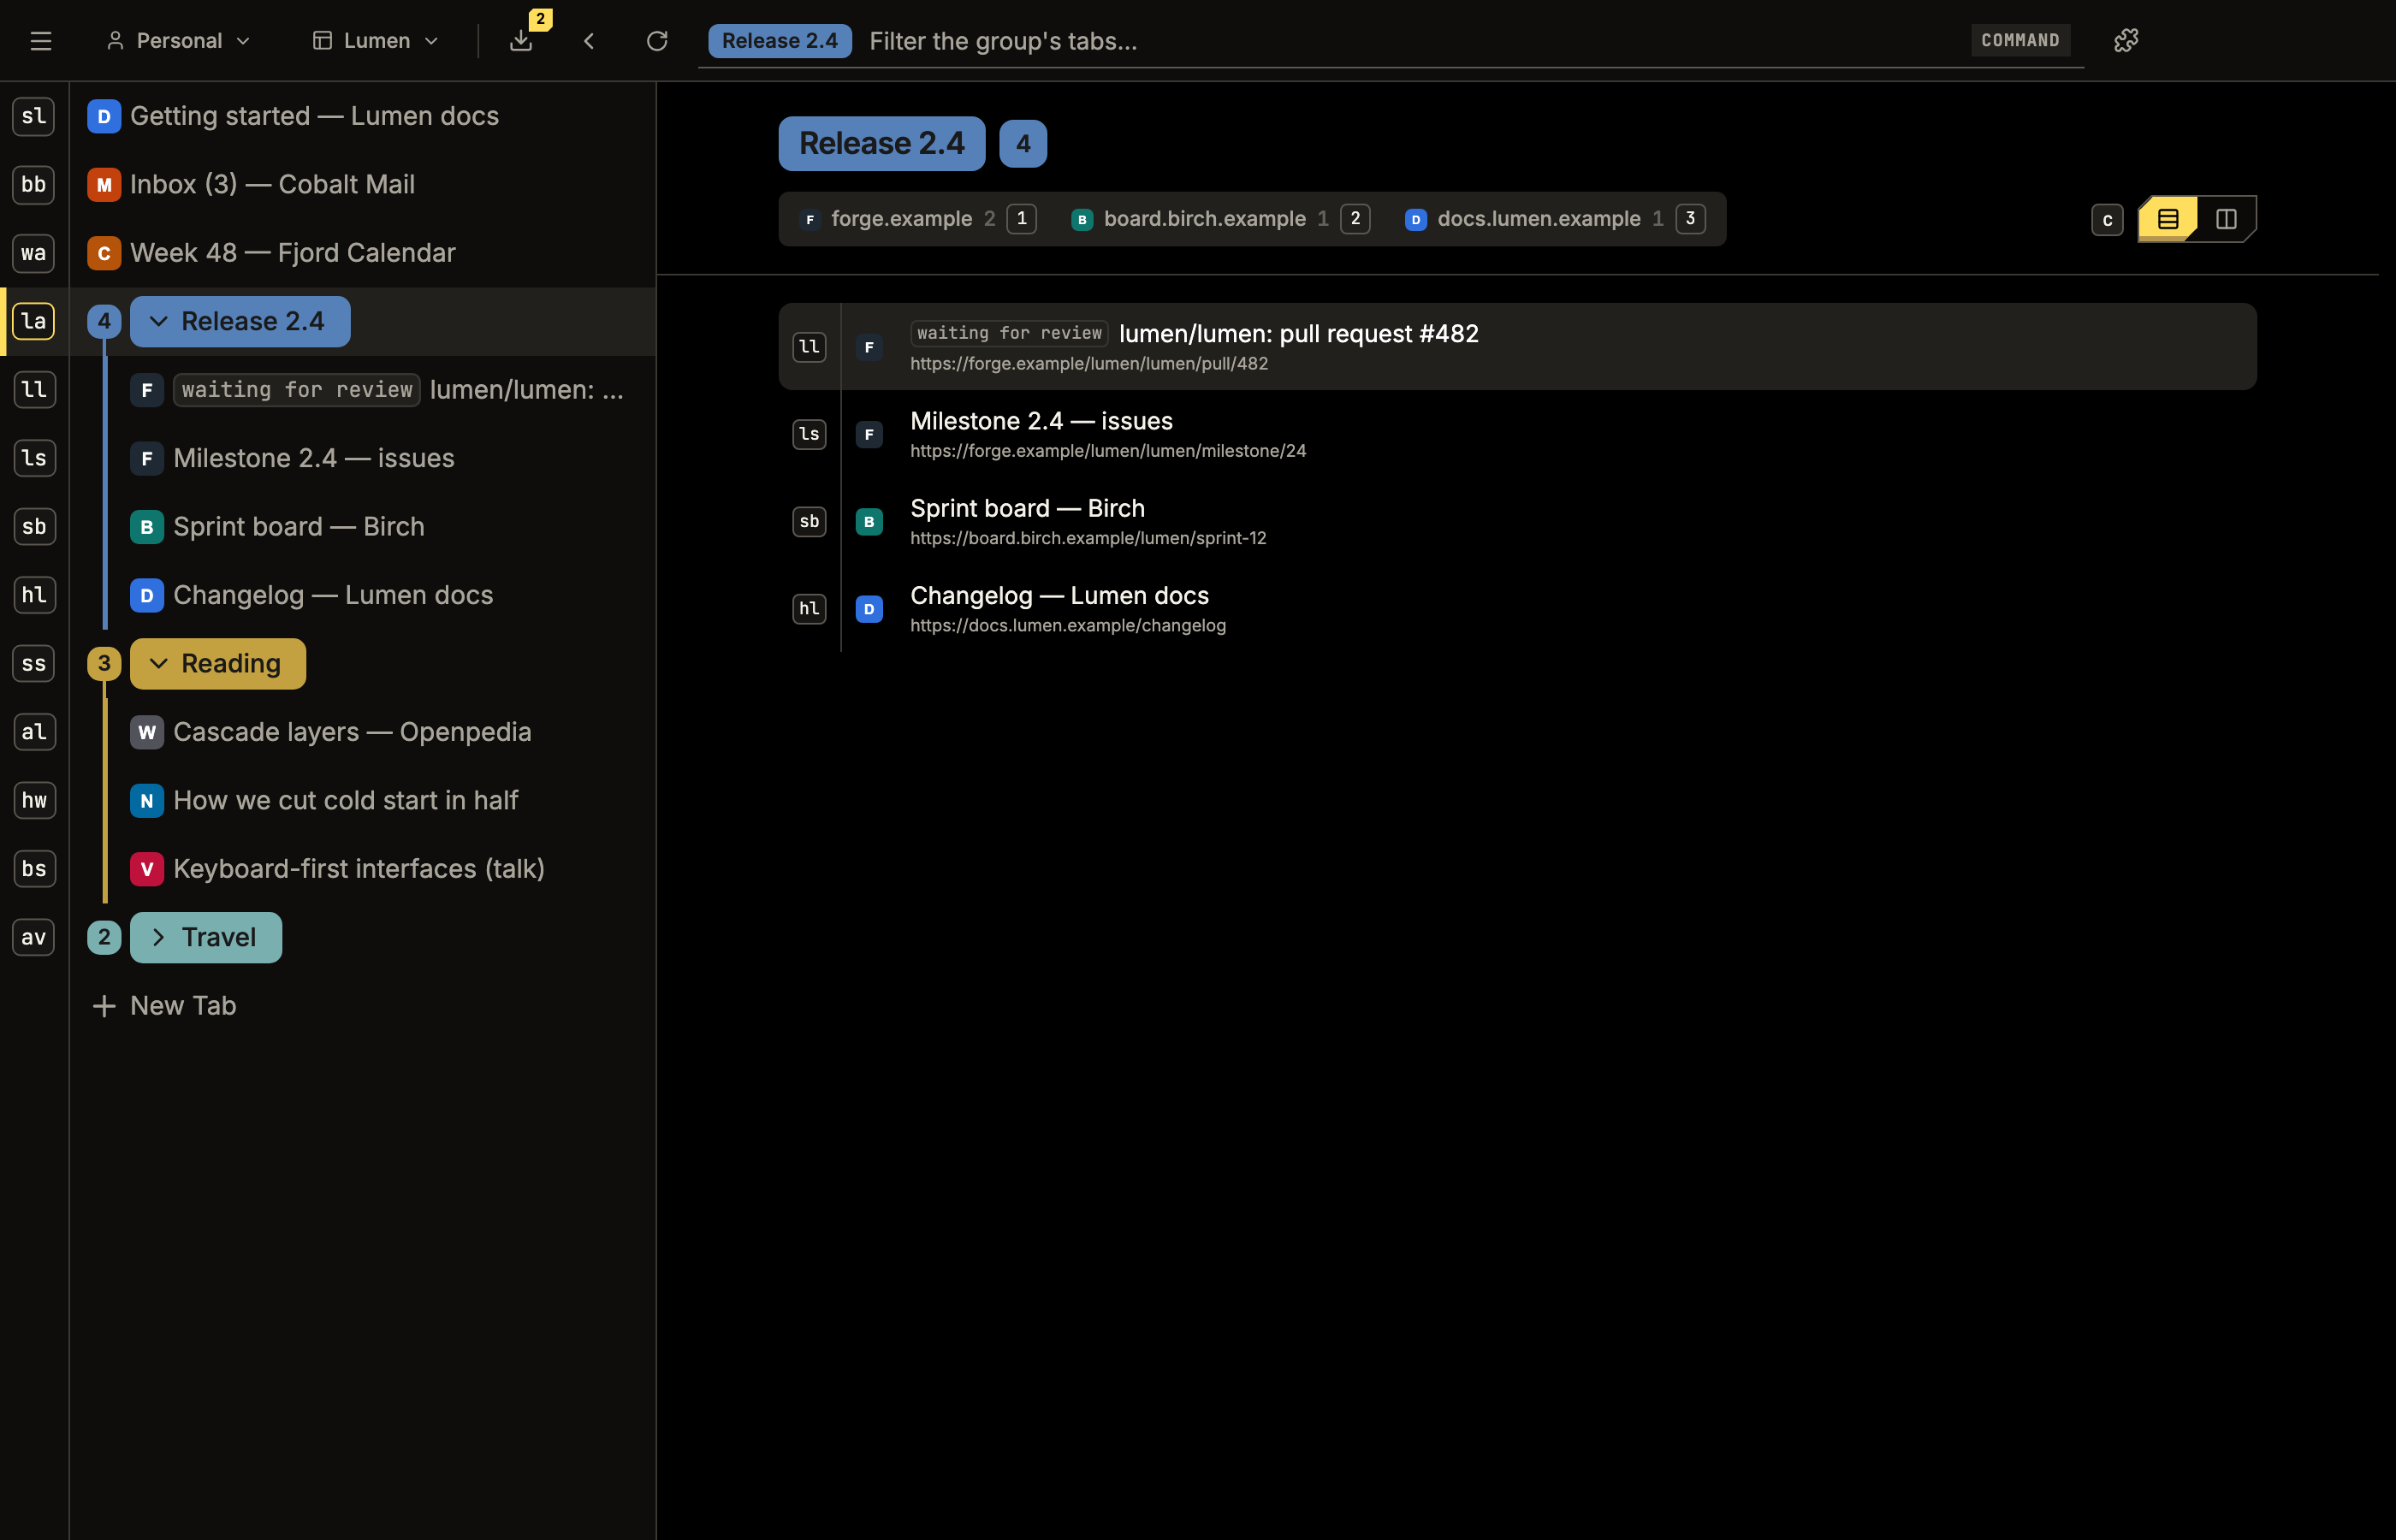 Personal
Lumen
2
Release 2.4 Filter the group's tabs...
COMMAND
sl D Getting started — Lumen docs
bb M Inbox (3) — Cobalt Mail
wa C Week 48 — Fjord Calendar
la 4 Release 2.4
ll F waiting for review lumen/lumen: ...
ls F Milestone 2.4 — issues
sb B Sprint board — Birch
hl D Changelog — Lumen docs
ss 3 Reading
al W Cascade layers — Openpedia
hw N How we cut cold start in half
bs V Keyboard-first interfaces (talk)
av 2 Travel
New Tab
Release 2.4 4
F forge.example 2 1 B board.birch.example 1 2 D docs.lumen.example 1 3
c
ll F waiting for review lumen/lumen: pull request #482
https://forge.example/lumen/lumen/pull/482
ls F Milestone 2.4 — issues
https://forge.example/lumen/lumen/milestone/24
sb B Sprint board — Birch
https://board.birch.example/lumen/sprint-12
hl D Changelog — Lumen docs
https://docs.lumen.example/changelog